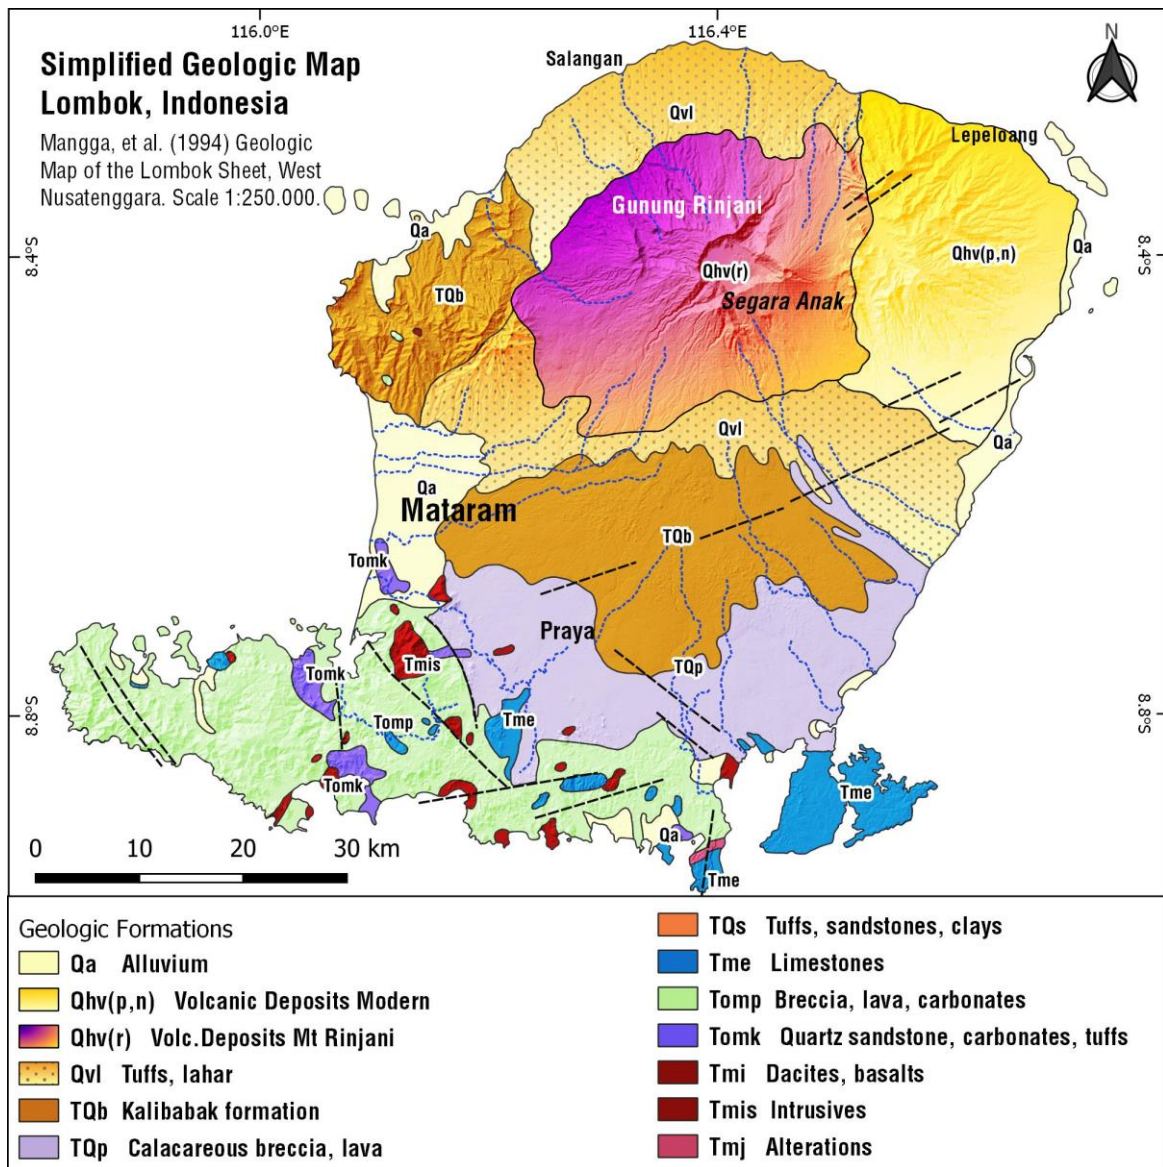 116.0°E
116.4°E
Simplified Geologic Map
Lombok, Indonesia
Mangga, et al. (1994) Geologic
Map of the Lombok Sheet, West
Nusatenggara. Scale 1:250.000.
N
Salangan
Qvl
Lepeloang
Gunung Rinjani
Qa
8.4°S
Qhv(r)
Qhv(p,n)
Qa
8.4°S
TQb
Segara Anak
Qvl
Qa
Qa
Mataram
TQb
Tomk
Praya
Tmis
TQp
Tomk
Tomp
Tme
8.8°S
8.8°S
Tomk
Tme
Qa
Tme
0 10 20 30 km
Geologic Formations
Qa Alluvium
Qhv(p,n) Volcanic Deposits Modern
Qhv(r) Volc.Deposits Mt Rinjani
Qvl Tuffs, lahar
TQb Kalibabak formation
TQp Calacareous breccia, lava
TQs Tuffs, sandstones, clays
Tme Limestones
Tomp Breccia, lava, carbonates
Tomk Quartz sandstone, carbonates, tuffs
Tmi Dacites, basalts
Tmis Intrusives
Tmj Alterations